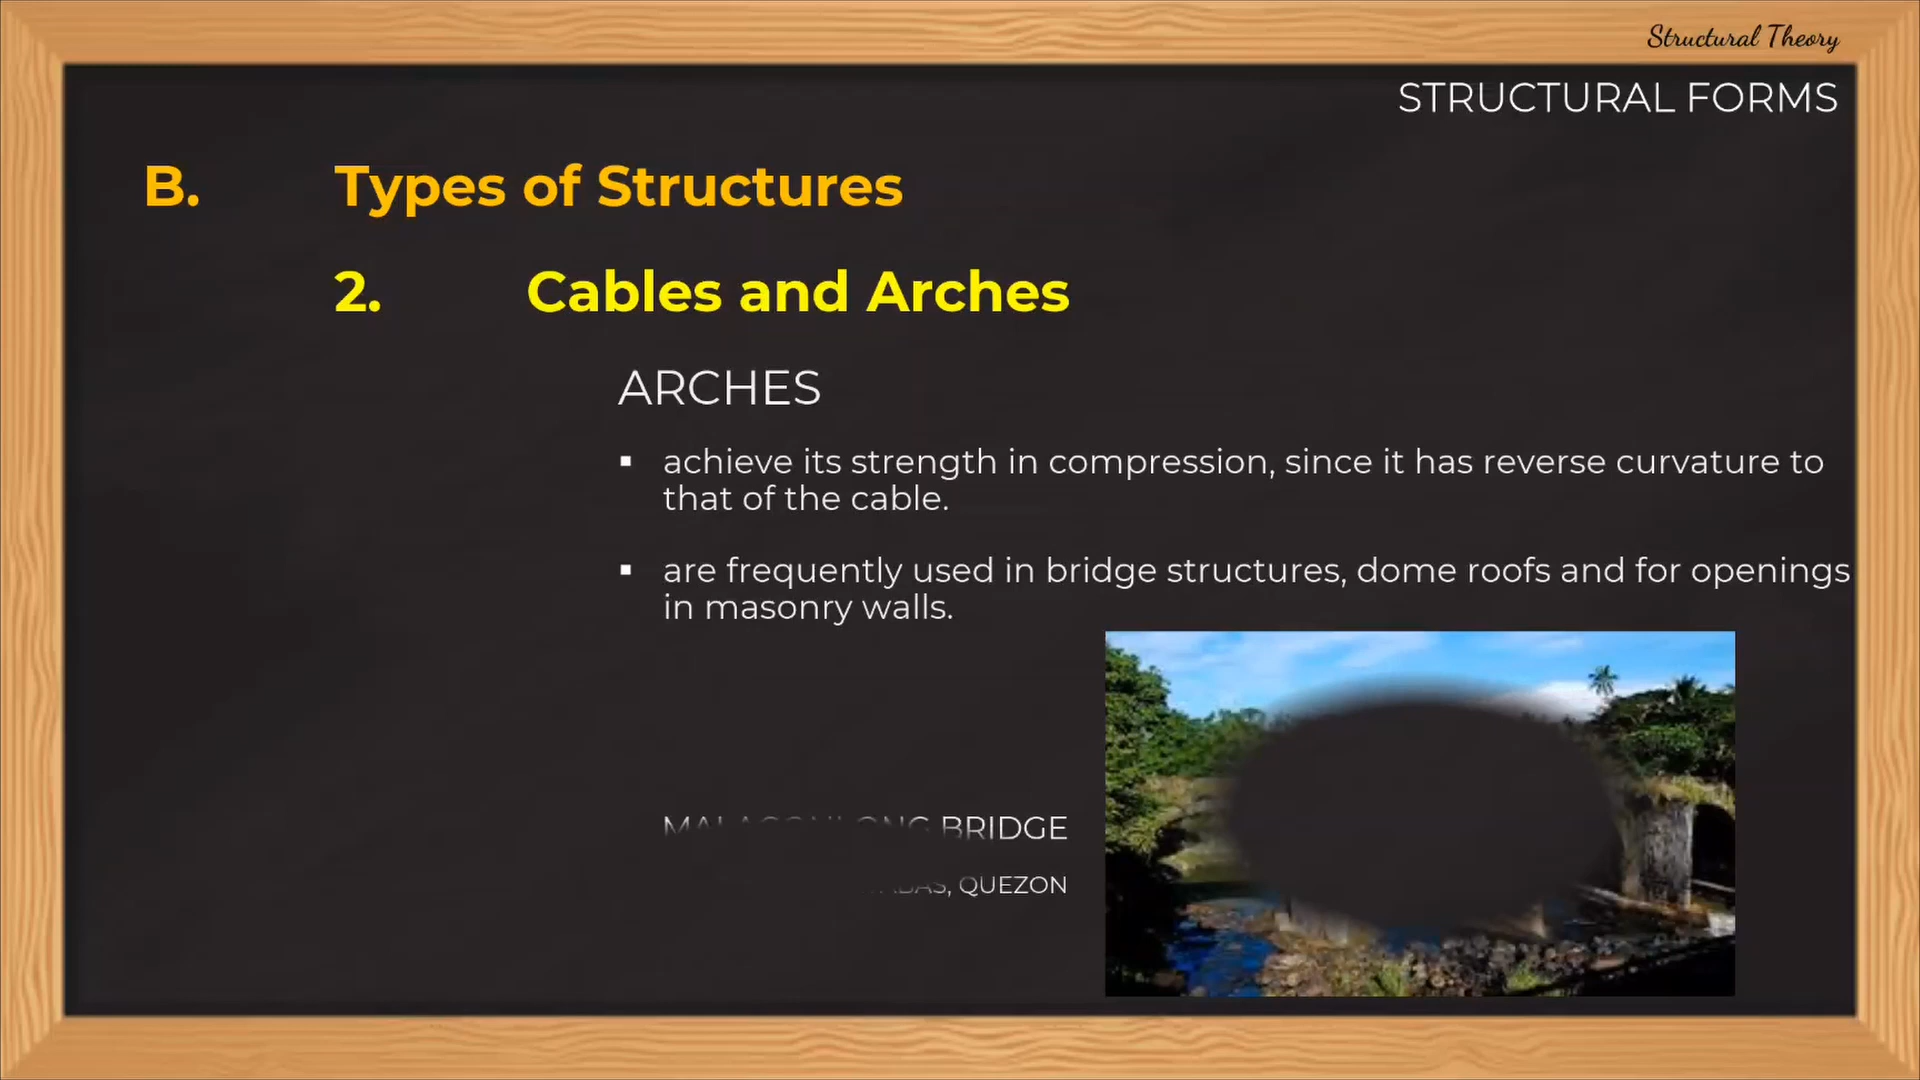 Structural Theory
STRUCTURAL FORMS
B. Types of Structures
2. Cables and Arches
ARCHES
▪ achieve its strength in compression, since it has reverse curvature to
that of the cable.
▪ are frequently used in bridge structures, dome roofs and for openings
in masonry walls.
BRIDGE
QUEZON